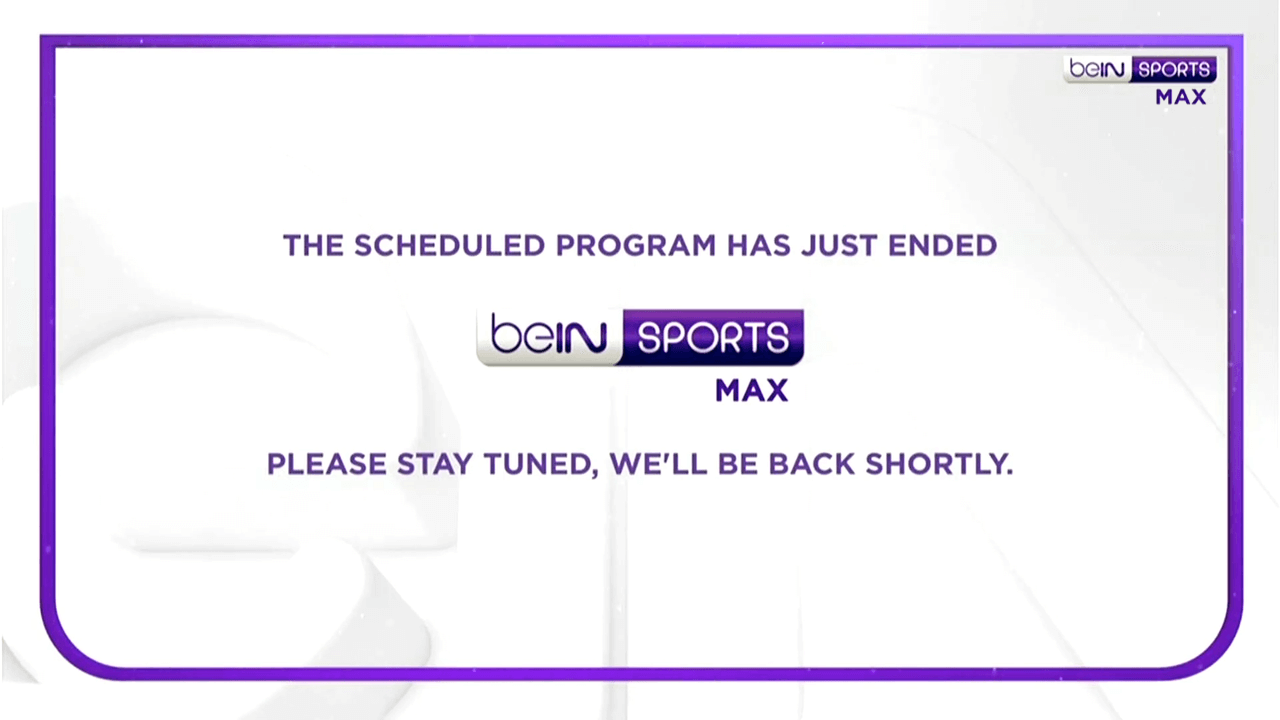 beIN SPORTS
MAX
THE SCHEDULED PROGRAM HAS JUST ENDED
beIN SPORTS
MAX
PLEASE STAY TUNED, WE'LL BE BACK SHORTLY.